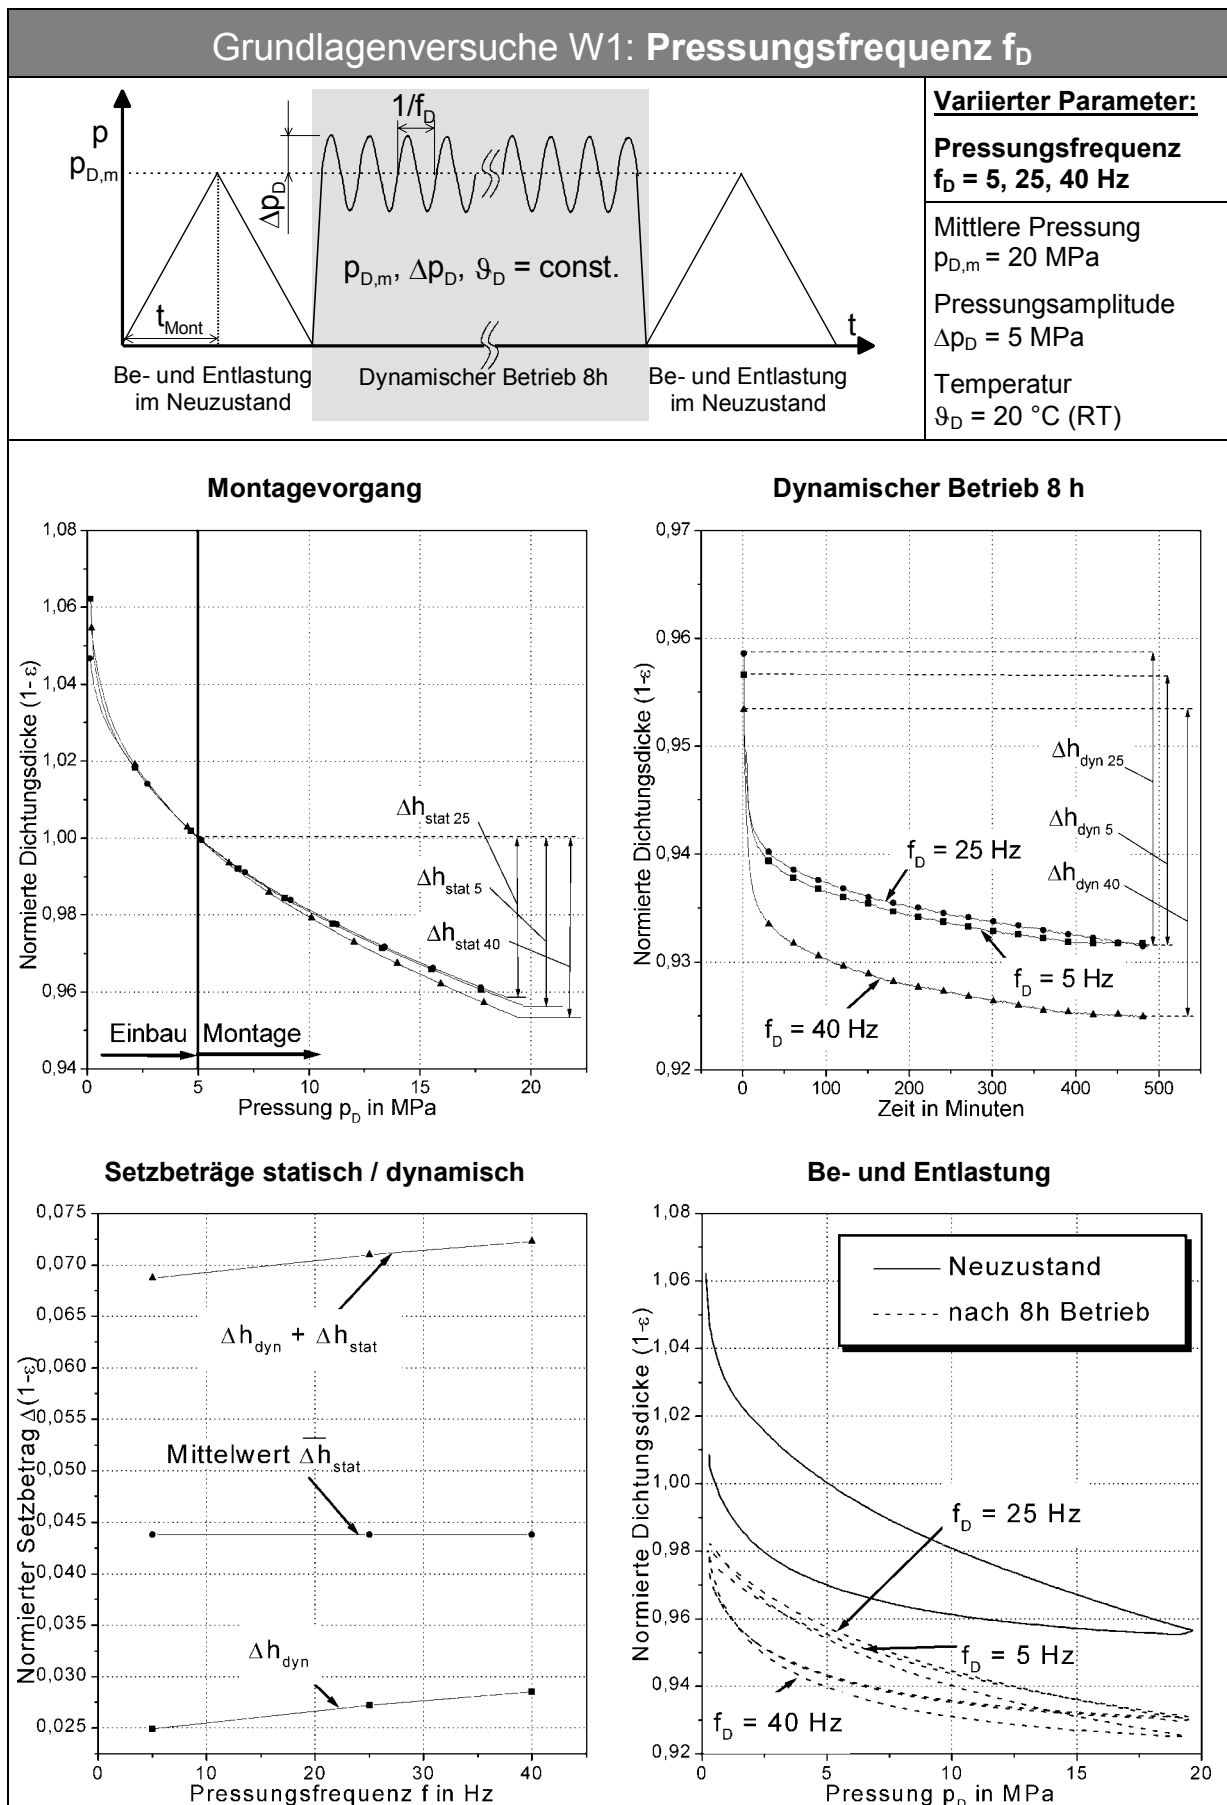 Grundlagenversuche W1: Pressungsfrequenz f_D
p
p_D,m
Δp_D
1/f_D
p_D,m, Δp_D, ϑ_D = const.
t_Mont
t
Be- und Entlastung
im Neuzustand
Dynamischer Betrieb 8h
Be- und Entlastung
im Neuzustand
Variierter Parameter:
Pressungsfrequenz
f_D = 5, 25, 40 Hz
Mittlere Pressung
p_D,m = 20 MPa
Pressungsamplitude
Δp_D = 5 MPa
Temperatur
ϑ_D = 20 °C (RT)
Montagevorgang
Normierte Dichtungsdicke (1-ε)
1,08
1,06
1,04
1,02
1,00
0,98
0,96
0,94
Δh_stat 25
Δh_stat 5
Δh_stat 40
Einbau
Montage
0 5 10 15 20
Pressung p_D in MPa
Dynamischer Betrieb 8 h
Normierte Dichtungsdicke (1-ε)
0,97
0,96
0,95
0,94
0,93
0,92
Δh_dyn 25
Δh_dyn 5
Δh_dyn 40
f_D = 25 Hz
f_D = 5 Hz
f_D = 40 Hz
0 100 200 300 400 500
Zeit in Minuten
Setzbeträge statisch / dynamisch
Normierter Setzbetrag Δ(1-ε)
0,075
0,070
0,065
0,060
0,055
0,050
0,045
0,040
0,035
0,030
0,025
Δh_dyn + Δh_stat
Mittelwert Δh̅_stat
Δh_dyn
0 10 20 30 40
Pressungsfrequenz f in Hz
Be- und Entlastung
Normierte Dichtungsdicke (1-ε)
1,08
1,06
1,04
1,02
1,00
0,98
0,96
0,94
0,92
Neuzustand
nach 8h Betrieb
f_D = 25 Hz
f_D = 5 Hz
f_D = 40 Hz
0 5 10 15 20
Pressung p_D in MPa